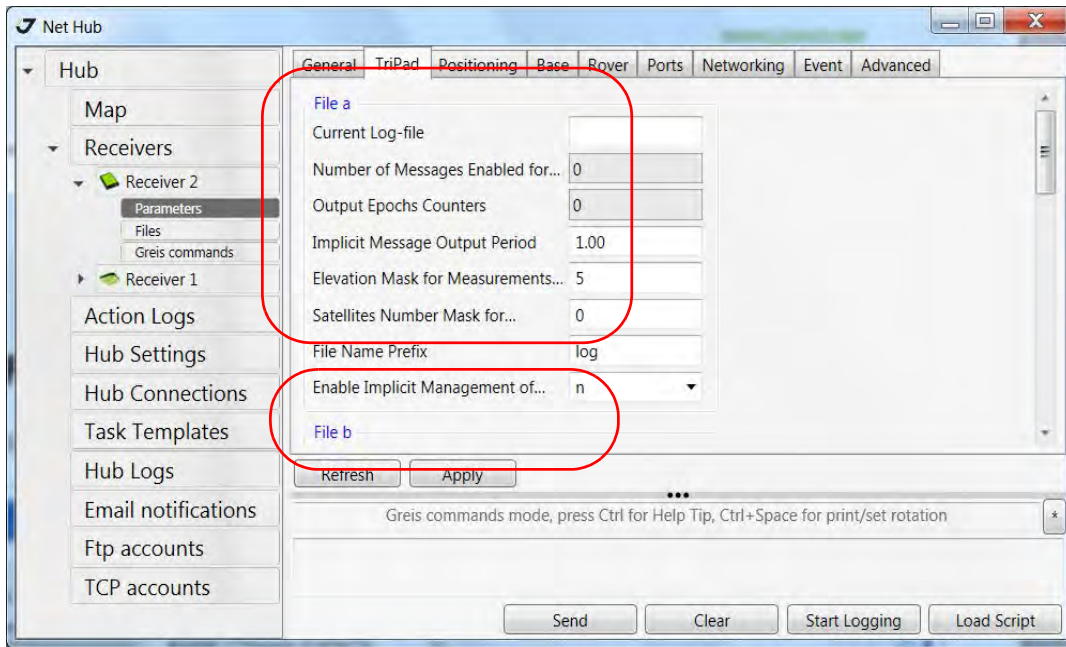 Net Hub
Hub
Map
Receivers
Receiver 2
Parameters
Files
Greis commands
Receiver 1
Action Logs
Hub Settings
Hub Connections
Task Templates
Hub Logs
Email notifications
Ftp accounts
TCP accounts
General TriPad Positioning Base Rover Ports Networking Event Advanced
File a
Current Log-file
Number of Messages Enabled for... 0
Output Epochs Counters 0
Implicit Message Output Period 1.00
Elevation Mask for Measurements... 5
Satellites Number Mask for... 0
File Name Prefix log
Enable Implicit Management of... n
File b
Refresh Apply
Greis commands mode, press Ctrl for Help Tip, Ctrl+Space for print/set rotation *
Send Clear Start Logging Load Script